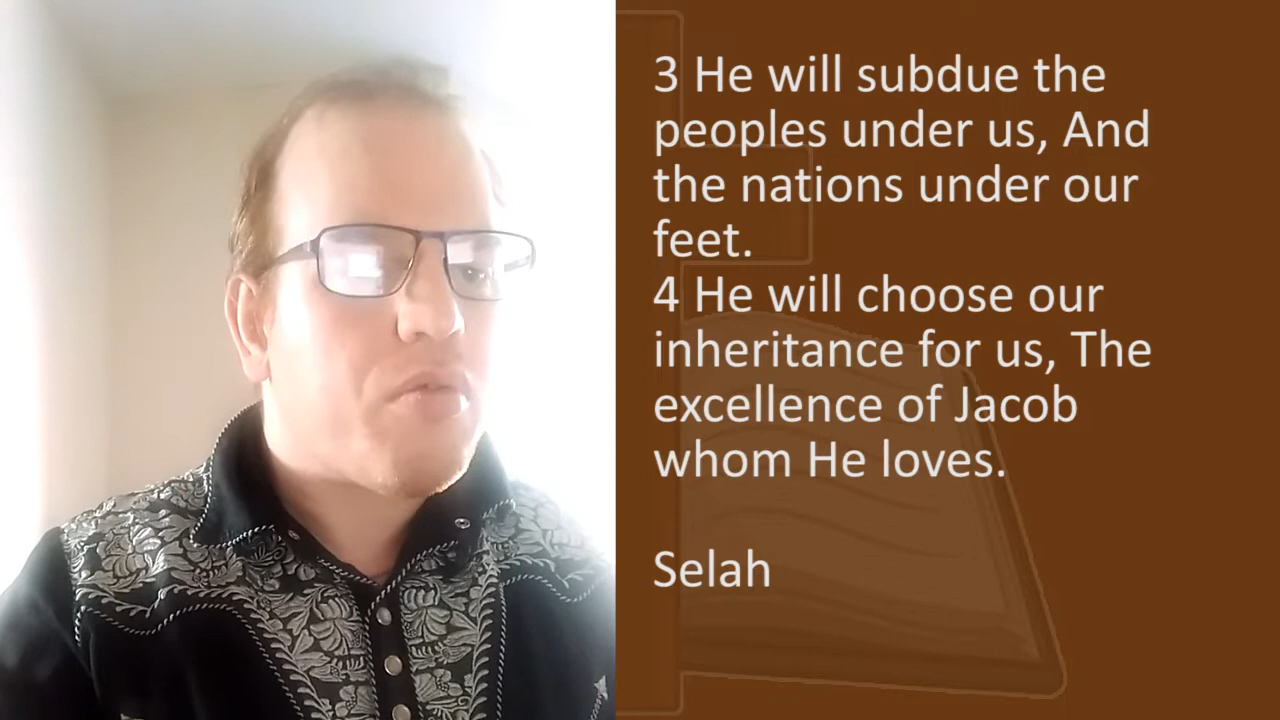 3 He will subdue the
peoples under us, And
the nations under our
feet.
4 He will choose our
inheritance for us, The
excellence of Jacob
whom He loves.
Selah